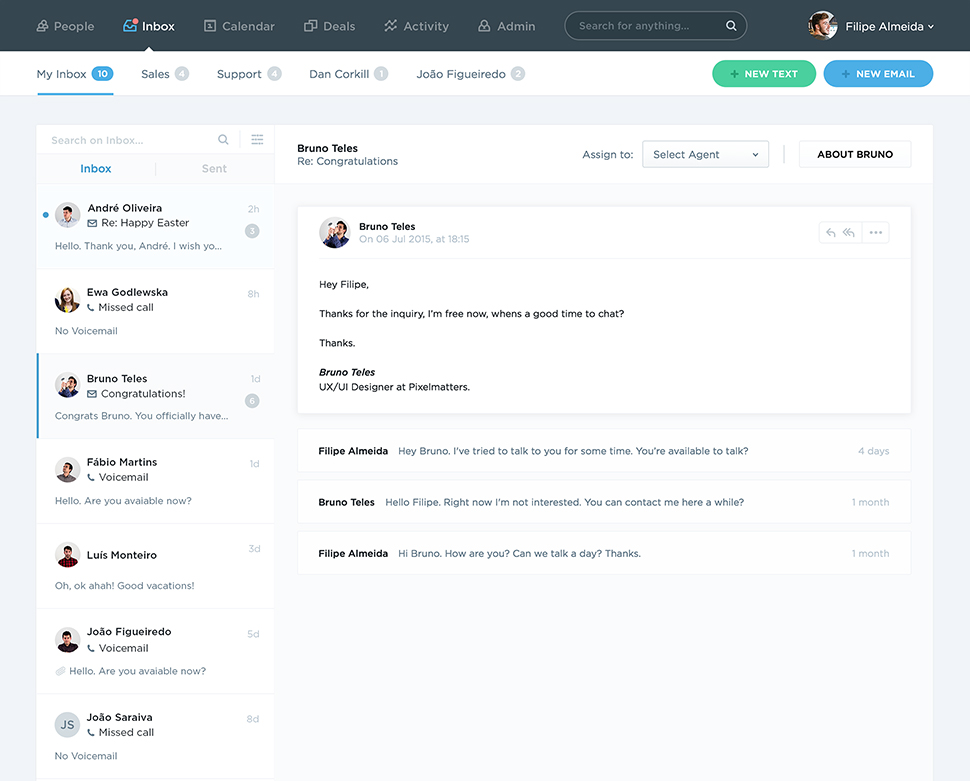 People
Inbox
Calendar
Deals
Activity
Admin
Search for anything...
Filipe Almeida
My Inbox 10
Sales 4
Support 4
Dan Corkill 1
João Figueiredo 2
+ NEW TEXT
+ NEW EMAIL
Search on Inbox...
Inbox
Sent
André Oliveira 2h
Re: Happy Easter 3
Hello. Thank you, André. I wish yo...
Ewa Godlewska 8h
Missed call
No Voicemail
Bruno Teles 1d
Congratulations! 6
Congrats Bruno. You officially have...
Fábio Martins 1d
Voicemail
Hello. Are you avaiable now?
Luís Monteiro 3d
Oh, ok ahah! Good vacations!
João Figueiredo 5d
Voicemail
Hello. Are you avaiable now?
JS
João Saraiva 8d
Missed call
No Voicemail
Bruno Teles
Re: Congratulations
Assign to: Select Agent
ABOUT BRUNO
Bruno Teles
On 06 Jul 2015, at 18:15
Hey Filipe,
Thanks for the inquiry, I'm free now, whens a good time to chat?
Thanks.
Bruno Teles
UX/UI Designer at Pixelmatters.
Filipe Almeida Hey Bruno. I've tried to talk to you for some time. You're available to talk? 4 days
Bruno Teles Hello Filipe. Right now I'm not interested. You can contact me here a while? 1 month
Filipe Almeida Hi Bruno. How are you? Can we talk a day? Thanks. 1 month